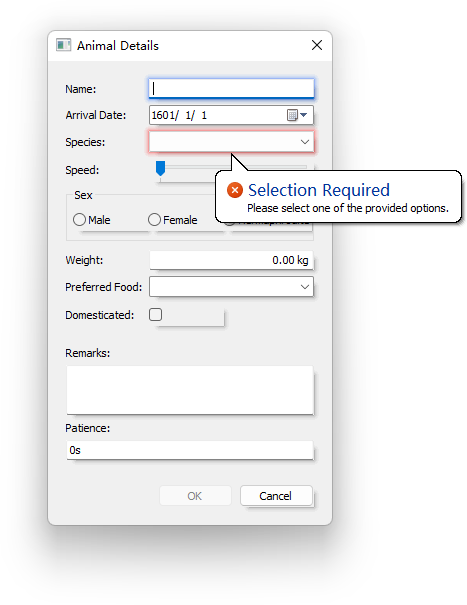 Animal Details
Name:
Arrival Date: 1601/ 1/ 1
Species:
Speed:
Selection Required
Please select one of the provided options.
Sex
Male Female
Weight: 0.00 kg
Preferred Food:
Domesticated:
Remarks:
Patience:
0s
OK Cancel